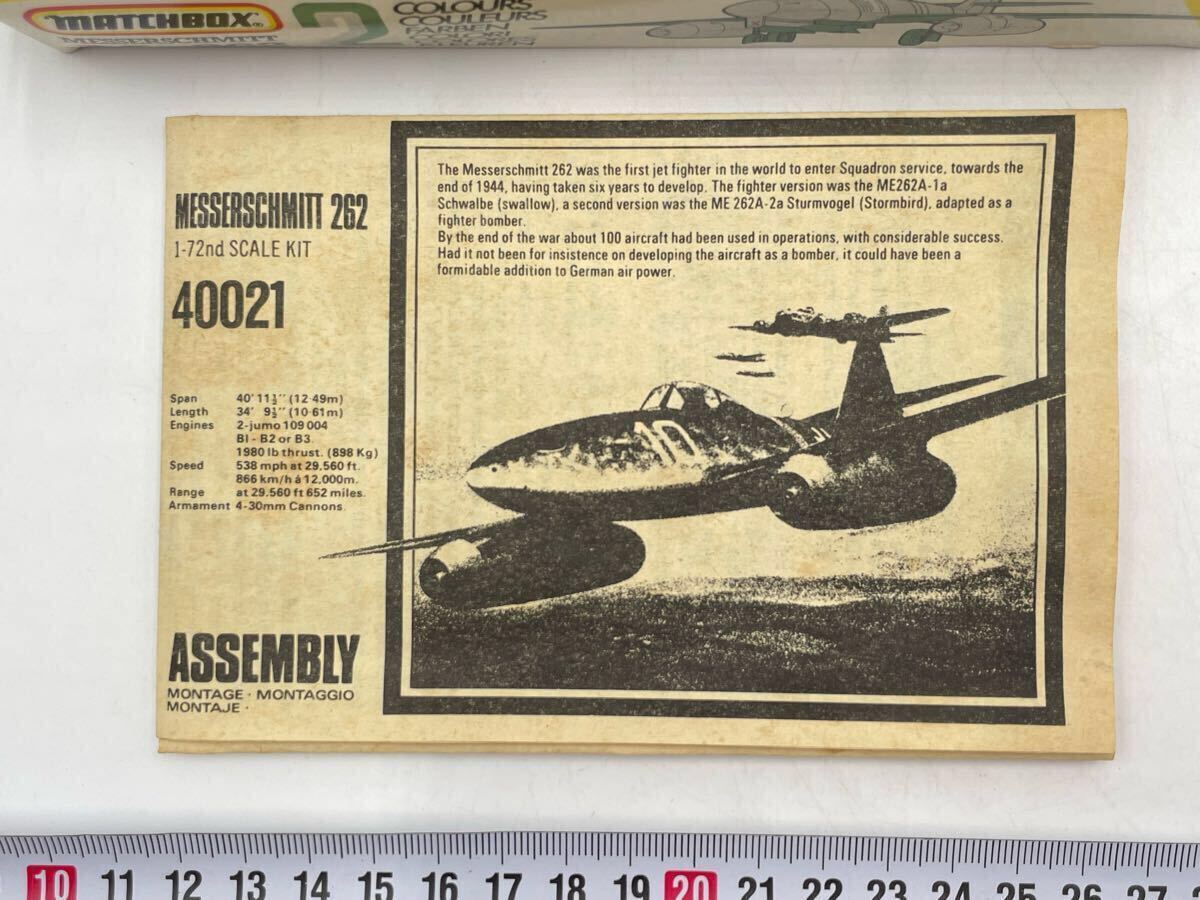 MATCHBOX®
MESSERSCHMITT
2
COLOURS
COULEURS
FARBEN
MESSERSCHMITT 262
1-72nd SCALE KIT
40021
Span 40' 11½" (12·49m)
Length 34' 9½" (10·61m)
Engines 2-jumo 109 004
BI - B2 or B3
1980 lb thrust. (898 Kg)
Speed 538 mph at 29.560 ft.
866 km/h á 12,000m.
Range at 29.560 ft 652 miles.
Armament 4-30mm Cannons
ASSEMBLY
MONTAGE · MONTAGGIO
MONTAJE ·
The Messerschmitt 262 was the first jet fighter in the world to enter Squadron service, towards the
end of 1944, having taken six years to develop. The fighter version was the ME262A-1a
Schwalbe (swallow), a second version was the ME 262A-2a Sturmvogel (Stormbird), adapted as a
fighter bomber.
By the end of the war about 100 aircraft had been used in operations, with considerable success.
Had it not been for insistence on developing the aircraft as a bomber, it could have been a
formidable addition to German air power.
10
10 11 12 13 14 15 16 17 18 19 20 21 22 23 24 25 26 27